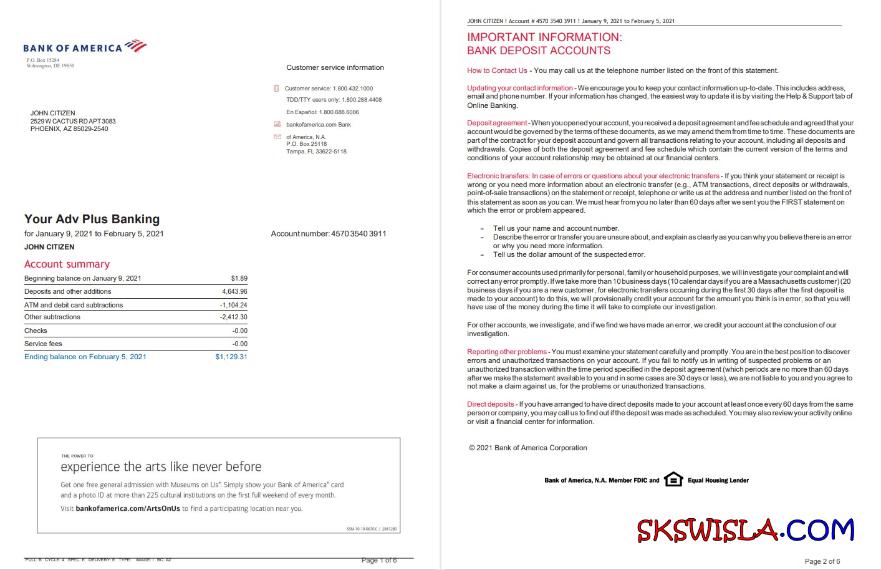 BANK OF AMERICA
P.O. Box 15284
Wilmington, DE 19850
Customer service information
Customer service: 1.800.432.1000
TDD/TTY users only: 1.800.288.4408
En Español: 1.800.688.6086
bankofamerica.com Bank
of America, N.A.
P.O. Box 25118
Tampa, FL 33622-5118
JOHN CITIZEN
2529 W CACTUS RD APT 3083
PHOENIX, AZ 85029-2540
Your Adv Plus Banking
for January 9, 2021 to February 5, 2021
Account number: 4570 3540 3911
JOHN CITIZEN
Account summary
Beginning balance on January 9, 2021 $1.89
Deposits and other additions 4,643.96
ATM and debit card subtractions -1,104.24
Other subtractions -2,412.30
Checks -0.00
Service fees -0.00
Ending balance on February 5, 2021 $1,129.31
THE POWER TO
experience the arts like never before
Get one free general admission with Museums on Us®. Simply show your Bank of America® card
and a photo ID at more than 225 cultural institutions on the first full weekend of every month.
Visit bankofamerica.com/ArtsOnUs to find a participating location near you.
Page 1 of 6
JOHN CITIZEN ! Account # 4570 3540 3911 ! January 9, 2021 to February 5, 2021
IMPORTANT INFORMATION:
BANK DEPOSIT ACCOUNTS
How to Contact Us - You may call us at the telephone number listed on the front of this statement.
Updating your contact information - We encourage you to keep your contact information up-to-date. This includes address,
email and phone number. If your information has changed, the easiest way to update it is by visiting the Help & Support tab of
Online Banking.
Deposit agreement - When you opened your account, you received a deposit agreement and fee schedule and agreed that your
account would be governed by the terms of these documents, as we may amend them from time to time. These documents are
part of the contract for your deposit account and govern all transactions relating to your account, including all deposits and
withdrawals. Copies of both the deposit agreement and fee schedule which contain the current version of the terms and
conditions of your account relationship may be obtained at our financial centers.
Electronic transfers: In case of errors or questions about your electronic transfers - If you think your statement or receipt is
wrong or you need more information about an electronic transfer (e.g., ATM transactions, direct deposits or withdrawals,
point-of-sale transactions) on the statement or receipt, telephone or write us at the address and number listed on the front of
this statement as soon as you can. We must hear from you no later than 60 days after we sent you the FIRST statement on
which the error or problem appeared.
- Tell us your name and account number.
- Describe the error or transfer you are unsure about, and explain as clearly as you can why you believe there is an error
or why you need more information.
- Tell us the dollar amount of the suspected error.
For consumer accounts used primarily for personal, family or household purposes, we will investigate your complaint and will
correct any error promptly. If we take more than 10 business days (10 calendar days if you are a Massachusetts customer) (20
business days if you are a new customer, for electronic transfers occurring during the first 30 days after the first deposit is
made to your account) to do this, we will provisionally credit your account for the amount you think is in error, so that you will
have use of the money during the time it will take to complete our investigation.
For other accounts, we investigate, and if we find we have made an error, we credit your account at the conclusion of our
investigation.
Reporting other problems - You must examine your statement carefully and promptly. You are in the best position to discover
errors and unauthorized transactions on your account. If you fail to notify us in writing of suspected problems or an
unauthorized transaction within the time period specified in the deposit agreement (which periods are no more than 60 days
after we make the statement available to you and in some cases are 30 days or less), we are not liable to you and you agree to
not make a claim against us, for the problems or unauthorized transactions.
Direct deposits - If you have arranged to have direct deposits made to your account at least once every 60 days from the same
person or company, you may call us to find out if the deposit was made as scheduled. You may also review your activity online
or visit a financial center for information.
© 2021 Bank of America Corporation
Bank of America, N.A. Member FDIC and Equal Housing Lender
SKSWISLA.COM
Page 2 of 6